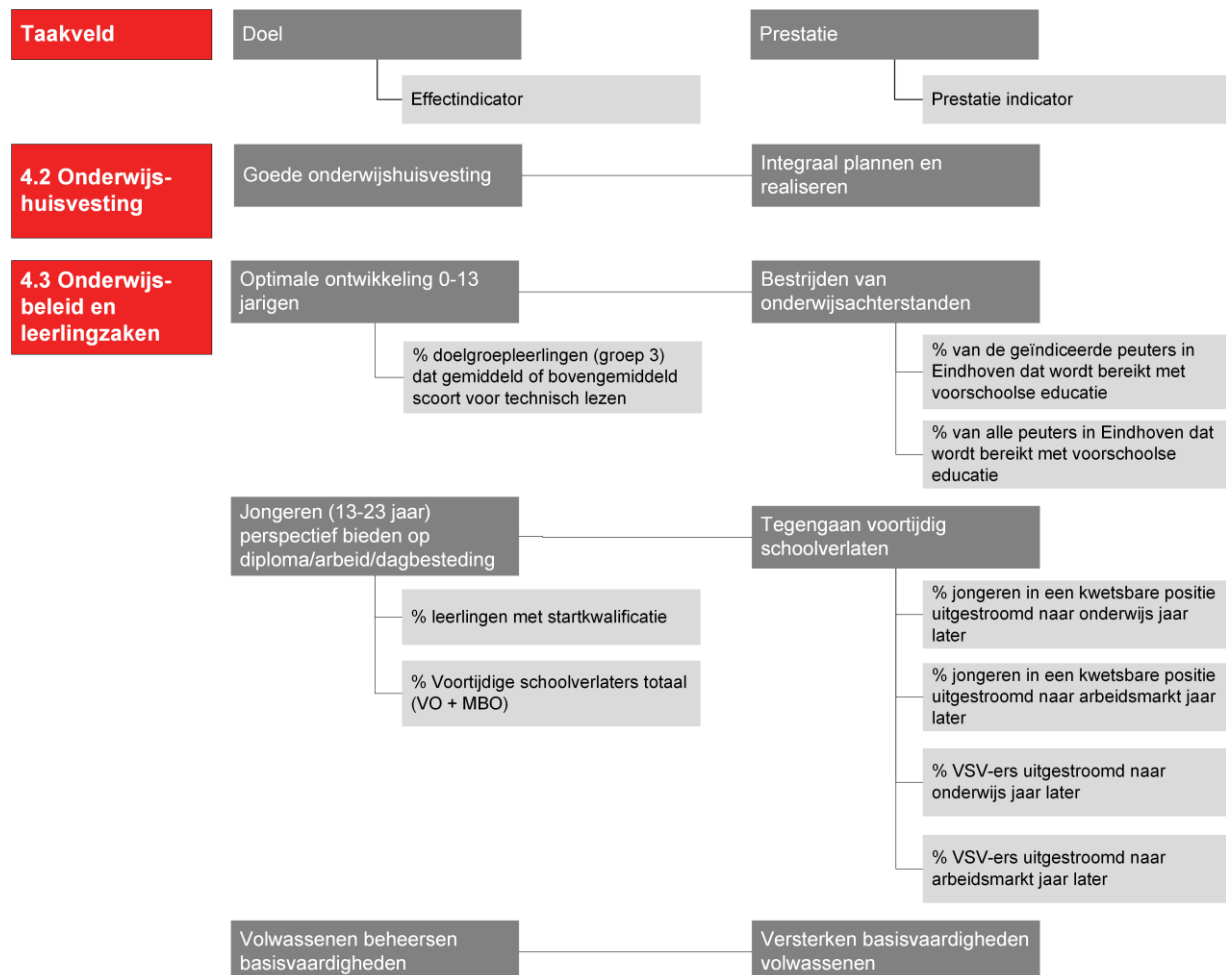 Taakveld
Doel
Prestatie
Effectindicator
Prestatie indicator
4.2 Onderwijs-
huisvesting
Goede onderwijshuisvesting
Integraal plannen en
realiseren
4.3 Onderwijs-
beleid en
leerlingzaken
Optimale ontwikkeling 0-13
jarigen
Bestrijden van
onderwijsachterstanden
% doelgroepleerlingen (groep 3)
dat gemiddeld of bovengemiddeld
scoort voor technisch lezen
% van de geïndiceerde peuters in
Eindhoven dat wordt bereikt met
voorschoolse educatie
% van alle peuters in Eindhoven dat
wordt bereikt met voorschoolse
educatie
Jongeren (13-23 jaar)
perspectief bieden op
diploma/arbeid/dagbesteding
Tegengaan voortijdig
schoolverlaten
% leerlingen met startkwalificatie
% Voortijdige schoolverlaters totaal
(VO + MBO)
% jongeren in een kwetsbare positie
uitgestroomd naar onderwijs jaar
later
% jongeren in een kwetsbare positie
uitgestroomd naar arbeidsmarkt jaar
later
% VSV-ers uitgestroomd naar
onderwijs jaar later
% VSV-ers uitgestroomd naar
arbeidsmarkt jaar later
Volwassenen beheersen
basisvaardigheden
Versterken basisvaardigheden
volwassenen